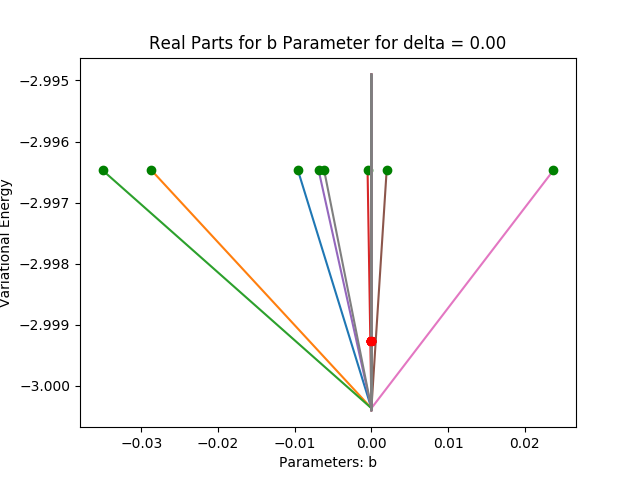 Real Parts for b Parameter for delta = 0.00
−2.995
−2.996
−2.997
−2.998
−2.999
−3.000
Variational Energy
−0.03 −0.02 −0.01 0.00 0.01 0.02
Parameters: b